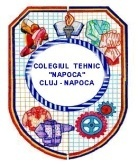 COLEGIUL TEHNIC
"NAPOCA"
CLUJ - NAPOCA